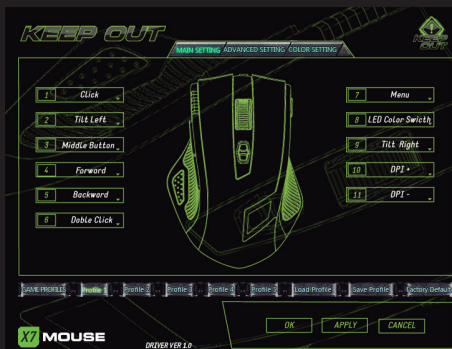 KEEP OUT
MAIN SETTING ADVANCED SETTING COLOR SETTING
KEEP OUT
1 Click
2 Tilt Left
3 Middle Button
4 Forward
5 Backward
6 Doble Click
7 Menu
8 LED Color Swicth
9 Tilt Right
10 DPI +
11 DPI -
GAME PROFILES Profile 1 Profile 2 Profile 3 Profile 4 Profile 5 Load Profile Save Profile Factory Default
OK APPLY CANCEL
X7 MOUSE
DRIVER VER 1.0